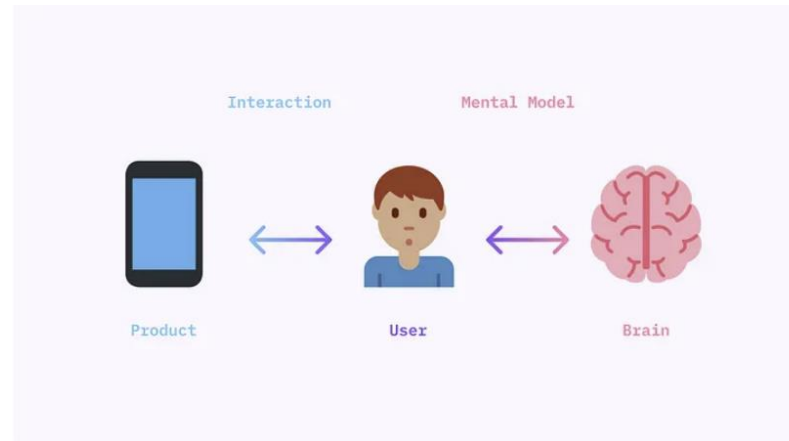 Interaction
Mental Model
Product
User
Brain